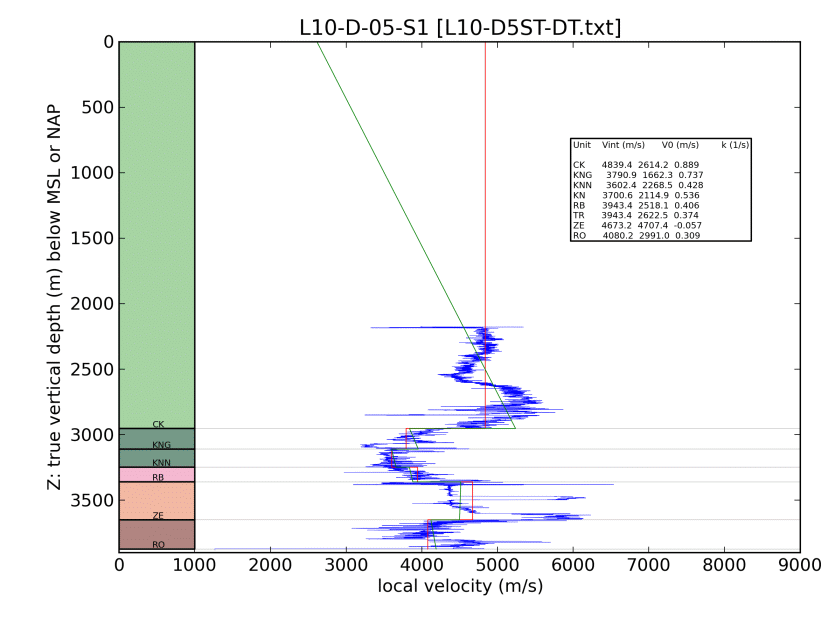 L10-D-05-S1 [L10-D5ST-DT.txt]
Z: true vertical depth (m) below MSL or NAP
0
500
1000
1500
2000
2500
3000
3500
Unit Vint (m/s) V0 (m/s) k (1/s)
CK 4839.4 2614.2 0.889
KNG 3790.9 1662.3 0.737
KNN 3602.4 2268.5 0.428
KN 3700.6 2114.9 0.536
RB 3943.4 2518.1 0.406
TR 3943.4 2622.5 0.374
ZE 4673.2 4707.4 -0.057
RO 4080.2 2991.0 0.309
CK
KNG
KNN
RB
ZE
RO
0 1000 2000 3000 4000 5000 6000 7000 8000 9000
local velocity (m/s)